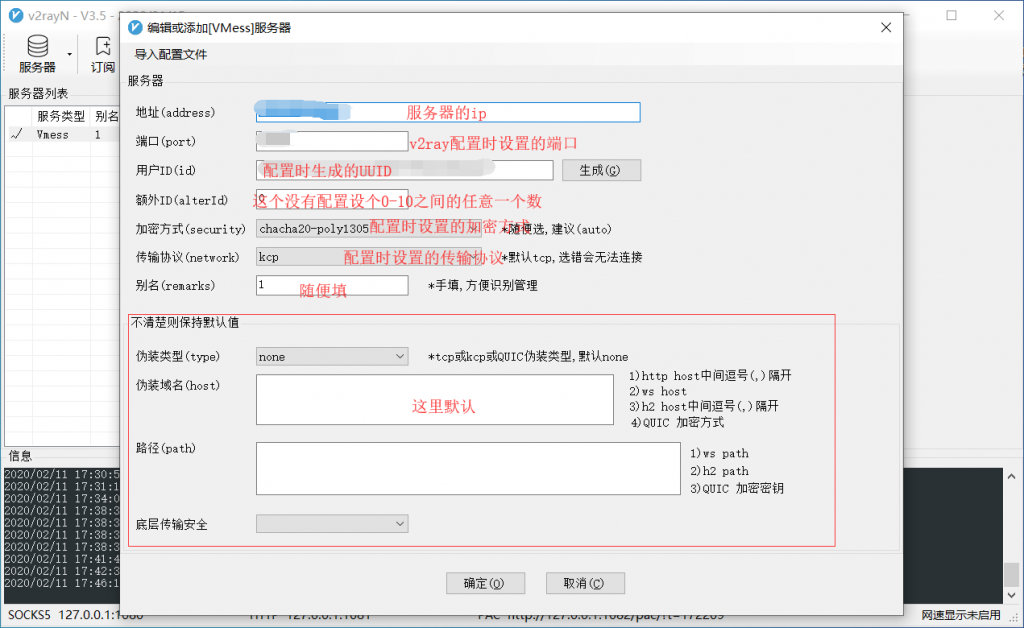 v2rayN - V3.5 -
编辑或添加[VMess]服务器
导入配置文件
服务器
订阅
服务器
服务器列表
服务类型 别名
Vmess 1
地址(address) 服务器的ip
端口(port) v2ray配置时设置的端口
用户ID(id) 配置时生成的UUID 生成(G)
额外ID(alterId) 这个没有配置设个0-10之间的任意一个数
加密方式(security) chacha20-poly1305 配置时设置的加密方式 *随便选,建议(auto)
传输协议(network) kcp 配置时设置的传输协议 *默认tcp,选错会无法连接
别名(remarks) 1 随便填 *手填,方便识别管理
不清楚则保持默认值
伪装类型(type) none *tcp或kcp或QUIC伪装类型,默认none
伪装域名(host) 这里默认
1)http host中间逗号(,)隔开
2)ws host
3)h2 host中间逗号(,)隔开
4)QUIC 加密方式
路径(path)
1)ws path
2)h2 path
3)QUIC 加密密钥
底层传输安全
确定(O) 取消(C)
信息
2020/02/11 17:30:5
2020/02/11 17:31:1
2020/02/11 17:34:0
2020/02/11 17:38:3
2020/02/11 17:38:3
2020/02/11 17:38:3
2020/02/11 17:38:3
2020/02/11 17:41:4
2020/02/11 17:42:3
2020/02/11 17:46:1
SOCKS5 127.0.0.1:1080 HTTP 127.0.0.1:1081 PAC http://127.0.0.1:1082/pac/?t=172209 网速显示未启用